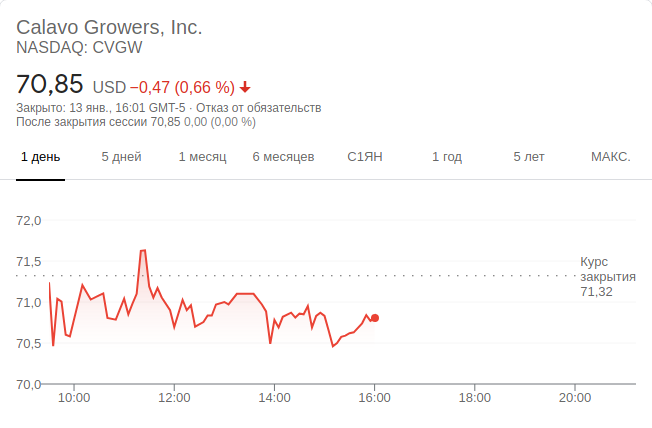 Calavo Growers, Inc.
NASDAQ: CVGW
70,85 USD −0,47 (0,66 %)
Закрыто: 13 янв., 16:01 GMT-5 · Отказ от обязательств
После закрытия сессии 70,85 0,00 (0,00 %)
1 день 5 дней 1 месяц 6 месяцев С1ЯН 1 год 5 лет МАКС.
72,0
71,5
Курс
закрытия
71,32
71,0
70,5
70,0
10:00 12:00 14:00 16:00 18:00 20:00